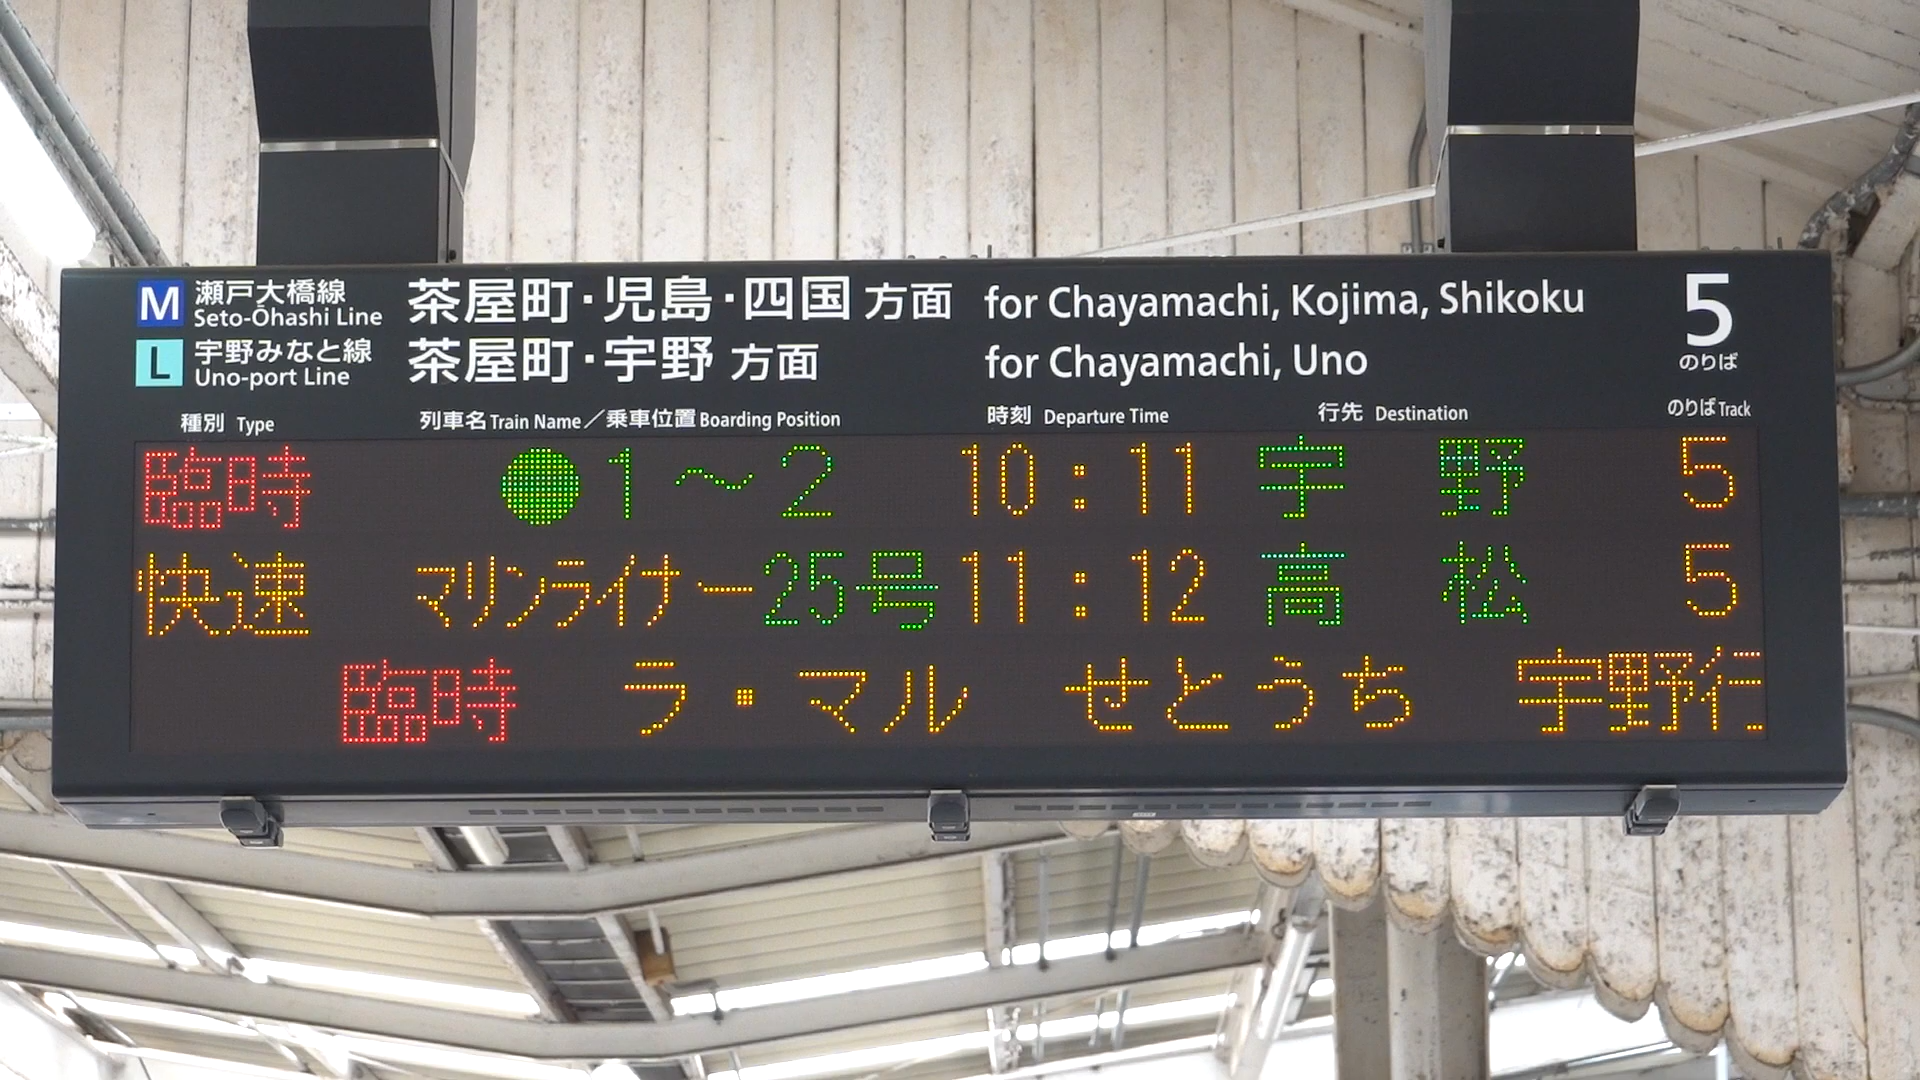 M 瀬戸大橋線 茶屋町・児島・四国 方面 for Chayamachi, Kojima, Shikoku 5
Seto-Ōhashi Line
L 宇野みなと線 茶屋町・宇野 方面 for Chayamachi, Uno のりば
Uno-port Line
種別 Type 列車名 Train Name／乗車位置 Boarding Position 時刻 Departure Time 行先 Destination のりば Track
臨時 ●1～2 10:11 宇野 5
快速 マリンライナー25号 11:12 高松 5
臨時 ラ・マル せとうち 宇野行